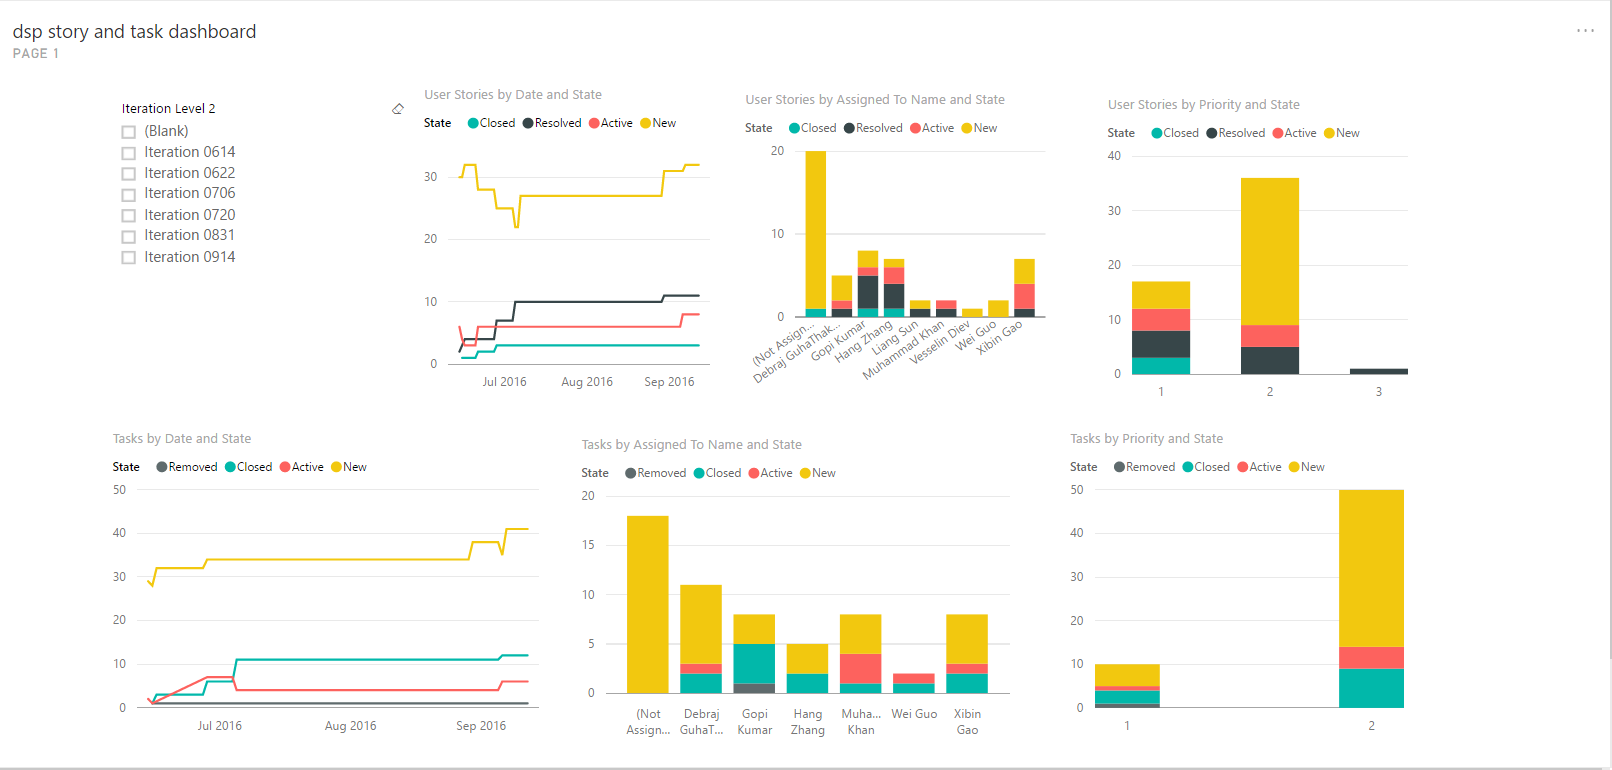 dsp story and task dashboard
...
PAGE 1
Iteration Level 2
(Blank)
Iteration 0614
Iteration 0622
Iteration 0706
Iteration 0720
Iteration 0831
Iteration 0914
User Stories by Date and State
State Closed Resolved Active New
30
20
10
0
Jul 2016 Aug 2016 Sep 2016
User Stories by Assigned To Name and State
State Closed Resolved Active New
20
10
0
(Not Assign...
Debraj GuhaThak...
Gopi Kumar
Hang Zhang
Liang Sun
Muhammad Khan
Vesselin Diev
Wei Guo
Xibin Gao
User Stories by Priority and State
State Closed Resolved Active New
40
30
20
10
0
1 2 3
Tasks by Date and State
State Removed Closed Active New
50
40
30
20
10
0
Jul 2016 Aug 2016 Sep 2016
Tasks by Assigned To Name and State
State Removed Closed Active New
20
15
10
5
0
(Not Assign...
Debraj GuhaT...
Gopi Kumar
Hang Zhang
Muha... Khan
Wei Guo
Xibin Gao
Tasks by Priority and State
State Removed Closed Active New
50
40
30
20
10
0
1 2